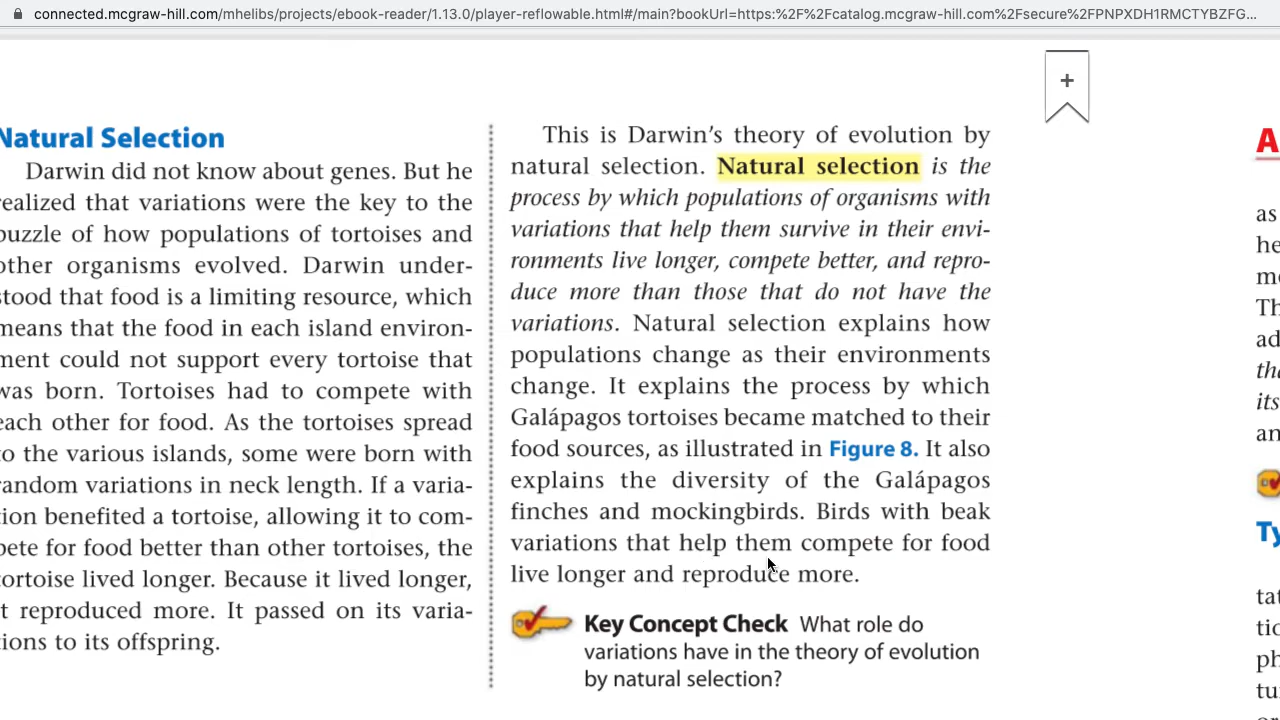 connected.mcgraw-hill.com/mhelibs/projects/ebook-reader/1.13.0/player-reflowable.html#/main?bookUrl=https:%2F%2Fcatalog.mcgraw-hill.com%2Fsecure%2FPNPXDH1RMCTYBZFG...
Natural Selection
Darwin did not know about genes. But he
realized that variations were the key to the
puzzle of how populations of tortoises and
other organisms evolved. Darwin under-
stood that food is a limiting resource, which
means that the food in each island environ-
ment could not support every tortoise that
was born. Tortoises had to compete with
each other for food. As the tortoises spread
to the various islands, some were born with
random variations in neck length. If a varia-
tion benefited a tortoise, allowing it to com-
pete for food better than other tortoises, the
tortoise lived longer. Because it lived longer,
it reproduced more. It passed on its varia-
tions to its offspring.
This is Darwin's theory of evolution by
natural selection. Natural selection is the
process by which populations of organisms with
variations that help them survive in their envi-
ronments live longer, compete better, and repro-
duce more than those that do not have the
variations. Natural selection explains how
populations change as their environments
change. It explains the process by which
Galápagos tortoises became matched to their
food sources, as illustrated in Figure 8. It also
explains the diversity of the Galápagos
finches and mockingbirds. Birds with beak
variations that help them compete for food
live longer and reproduce more.
Key Concept Check What role do
variations have in the theory of evolution
by natural selection?
A
as
he
Th
ad
its
an
Ty
tat
tio
ph
tu